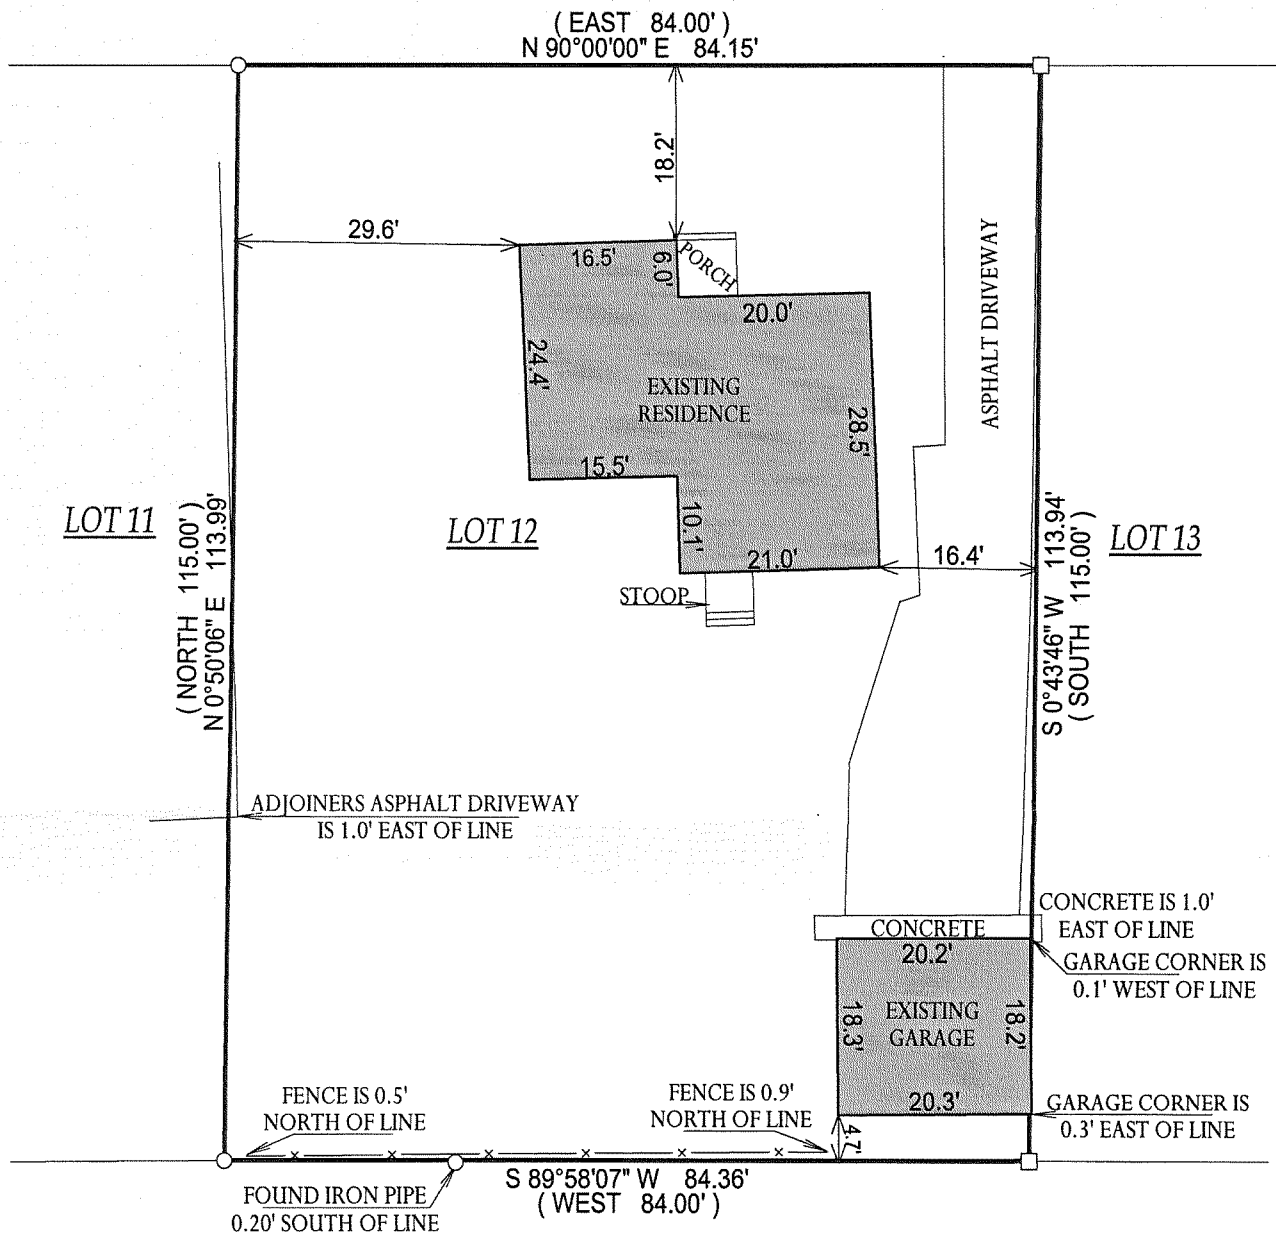 ( EAST 84.00' )
N 90°00'00" E 84.15'
18.2'
29.6'
16.5'
6.0'
PORCH
20.0'
ASPHALT DRIVEWAY
24.4'
EXISTING
RESIDENCE
28.5'
15.5'
10.1'
21.0'
16.4'
STOOP
LOT 11
LOT 12
LOT 13
( NORTH 115.00' )
N 0°50'06" E 113.99'
S 0°43'46" W 113.94'
( SOUTH 115.00' )
ADJOINERS ASPHALT DRIVEWAY
IS 1.0' EAST OF LINE
CONCRETE IS 1.0'
EAST OF LINE
CONCRETE
20.2'
GARAGE CORNER IS
0.1' WEST OF LINE
18.3'
EXISTING
GARAGE
18.2'
20.3'
GARAGE CORNER IS
0.3' EAST OF LINE
FENCE IS 0.5'
NORTH OF LINE
FENCE IS 0.9'
NORTH OF LINE
4.7'
S 89°58'07" W 84.36'
( WEST 84.00' )
FOUND IRON PIPE
0.20' SOUTH OF LINE